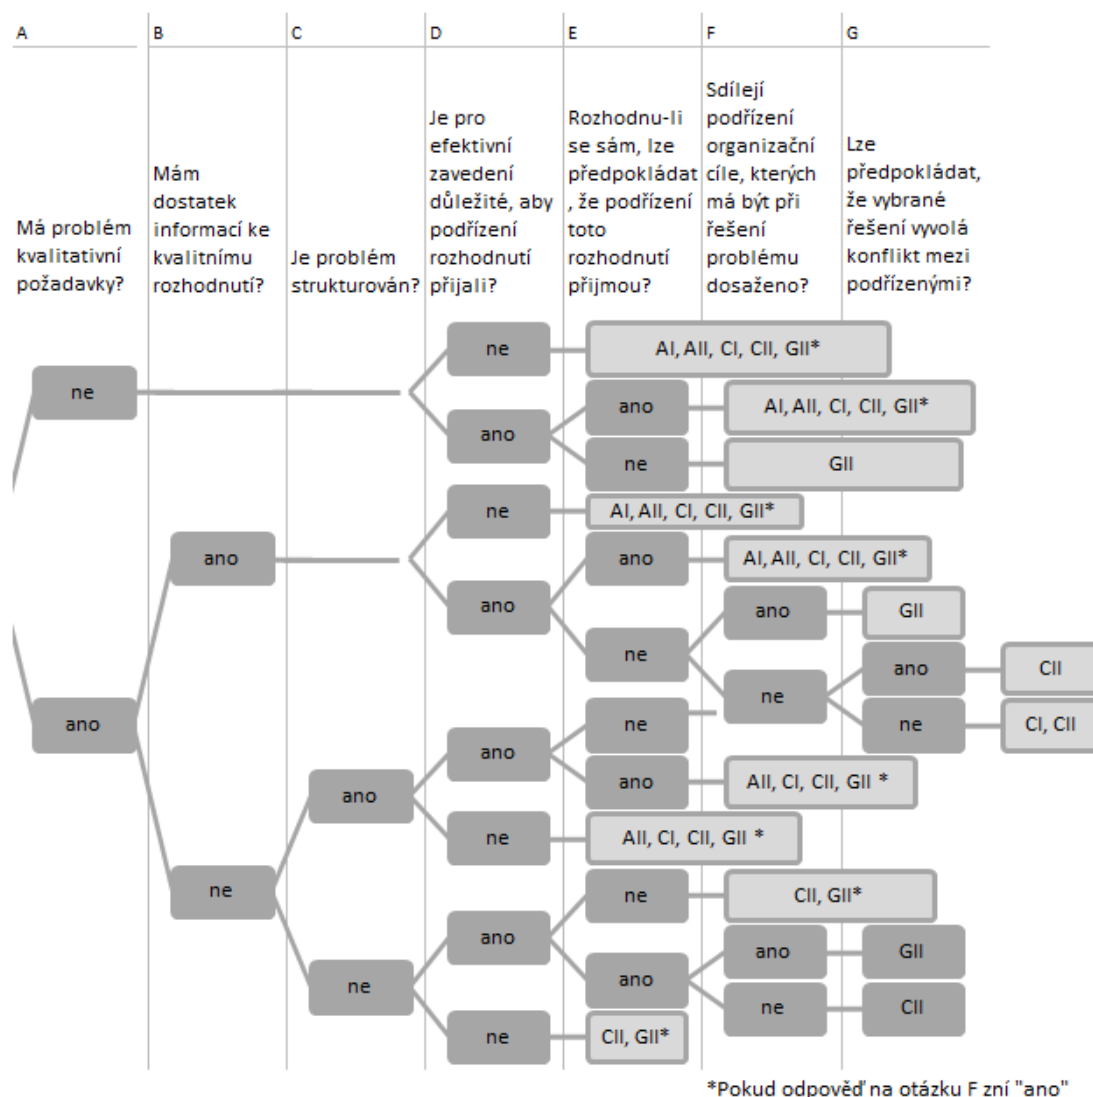 A
B
C
D
E
F
G
Má problém
kvalitativní
požadavky?
Mám
dostatek
informací ke
kvalitnímu
rozhodnutí?
Je problém
strukturován?
Je pro
efektivní
zavedení
důležité, aby
podřízení
rozhodnutí
přijali?
Rozhodnu-li
se sám, lze
předpokládat
, že podřízení
toto
rozhodnutí
přijmou?
Sdílejí
podřízení
organizační
cíle, kterých
má být při
řešení
problému
dosaženo?
Lze
předpokládat,
že vybrané
řešení vyvolá
konflikt mezi
podřízenými?
ne
AI, AII, CI, CII, GII*
ne
ano
AI, AII, CI, CII, GII*
ano
ne
GII
ne
AI, AII, CI, CII, GII*
ano
ano
AI, AII, CI, CII, GII*
ano
ano
GII
ne
ano
CII
ne
ano
ne
ne
CI, CII
ano
ano
ano
AII, CI, CII, GII *
ne
AII, CI, CII, GII *
ne
ne
CII, GII*
ano
ano
GII
ano
ne
ne
CII
ne
CII, GII*
*Pokud odpověď na otázku F zní "ano"